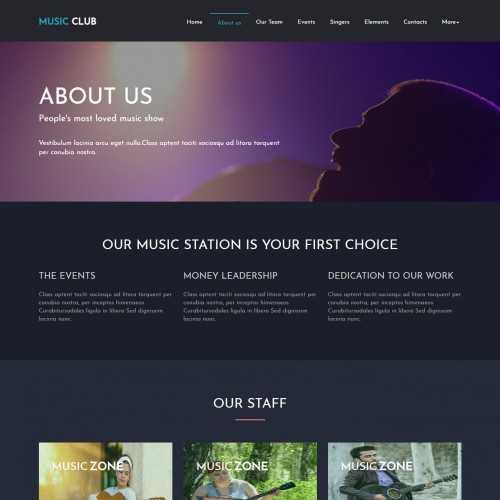 MUSIC CLUB
Home About us Our Team Events Singers Elements Contacts More
ABOUT US
People's most loved music show
Vestibulum lacinia arcu eget nulla.Class aptent taciti sociosqu ad litora torquent
per conubia nostra.
OUR MUSIC STATION IS YOUR FIRST CHOICE
THE EVENTS
Class aptent taciti sociosqu ad litora torquent per
conubia nostra, per inceptos himenaeos
Curabitursodales ligula in libero Sed dignissim
lacinia nunc.
MONEY LEADERSHIP
Class aptent taciti sociosqu ad litora torquent per
conubia nostra, per inceptos himenaeos
Curabitursodales ligula in libero Sed dignissim
lacinia nunc.
DEDICATION TO OUR WORK
Class aptent taciti sociosqu ad litora torquent per
conubia nostra, per inceptos himenaeos
Curabitursodales ligula in libero Sed dignissim
lacinia nunc.
OUR STAFF
MUSIC ZONE
MUSIC ZONE
MUSIC ZONE